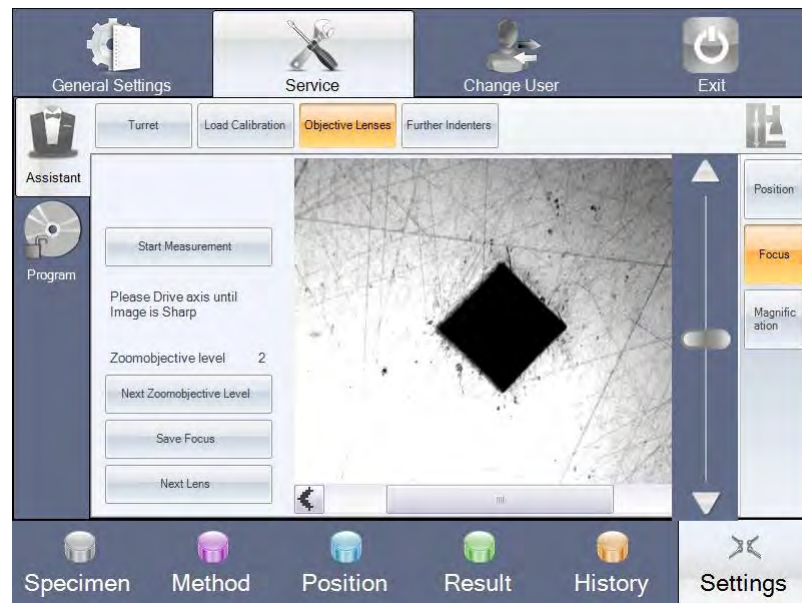 General Settings
Service
Change User
Exit
Assistant
Turret
Load Calibration
Objective Lenses
Further Indenters
Program
Start Measurement
Please Drive axis until
Image is Sharp
Zoomobjective level 2
Next Zoomobjective Level
Save Focus
Next Lens
Position
Focus
Magnific
ation
Specimen
Method
Position
Result
History
Settings